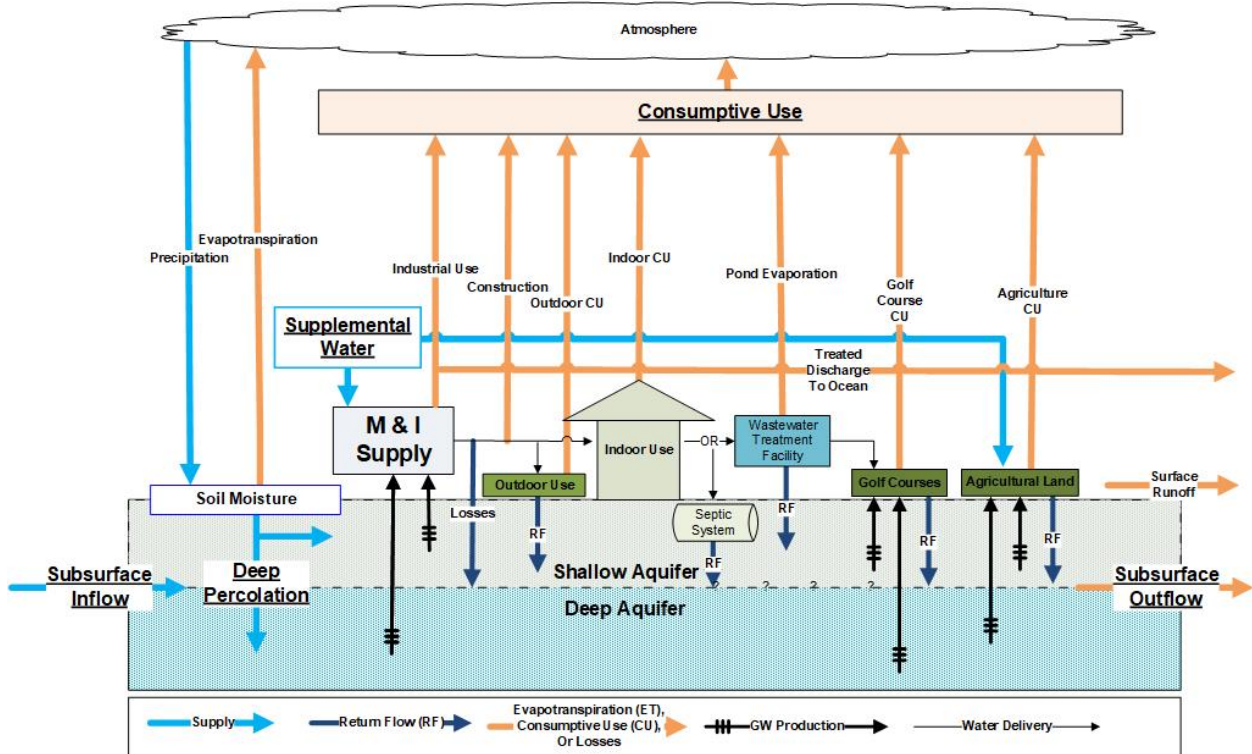 Atmosphere
Consumptive Use
Evapotranspiration
Precipitation
Industrial Use
Construction
Outdoor CU
Indoor CU
Pond Evaporation
Golf
Course
CU
Agriculture
CU
Supplemental
Water
Treated
Discharge
To Ocean
M & I
Supply
Indoor Use
OR
Wastewater
Treatment
Facility
Outdoor Use
Golf Courses
Agricultural Land
Surface
Runoff
Soil Moisture
Losses
RF
Septic
System
RF
RF
RF
RF
RF
Shallow Aquifer
Subsurface
Inflow
Deep
Percolation
? ? ? ?
Deep Aquifer
Subsurface
Outflow
Supply
Return Flow (RF)
Evapotranspiration (ET),
Consumptive Use (CU),
Or Losses
GW Production
Water Delivery